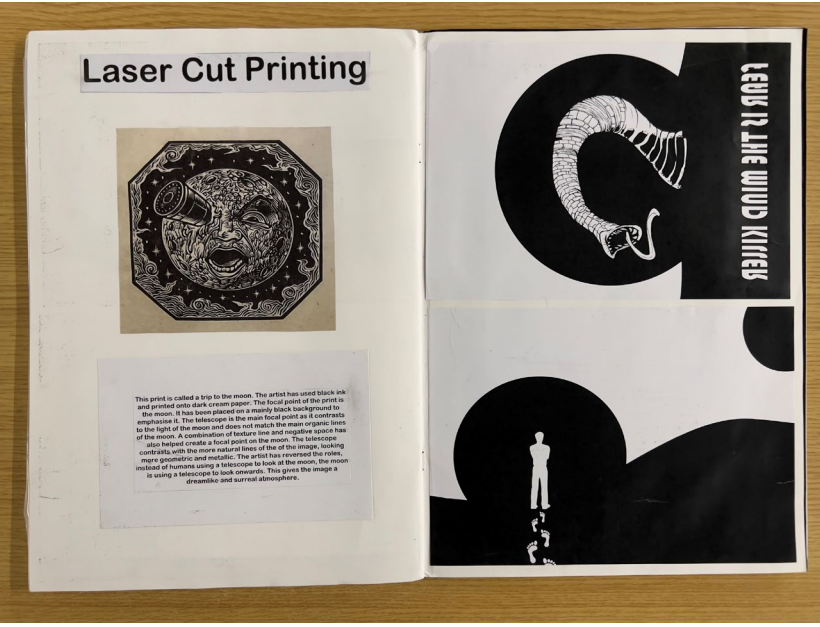 Laser Cut Printing
This print is called a trip to the moon. The artist has used black ink
and printed onto dark cream paper. The focal point of the print is
the moon. It has been placed on a mainly black background to
emphasise it. The telescope is the main focal point as it contrasts
to the light of the moon and does not match the main organic lines
of the moon. A combination of texture line and negative space has
also helped create a focal point on the moon. The telescope
contrasts with the more natural lines of the of the image, looking
more geometric and metallic. The artist has reversed the roles,
instead of humans using a telescope to look at the moon, the moon
is using a telescope to look onwards. This gives the image a
dreamlike and surreal atmosphere.
FEAR IS THE MIND KILLER